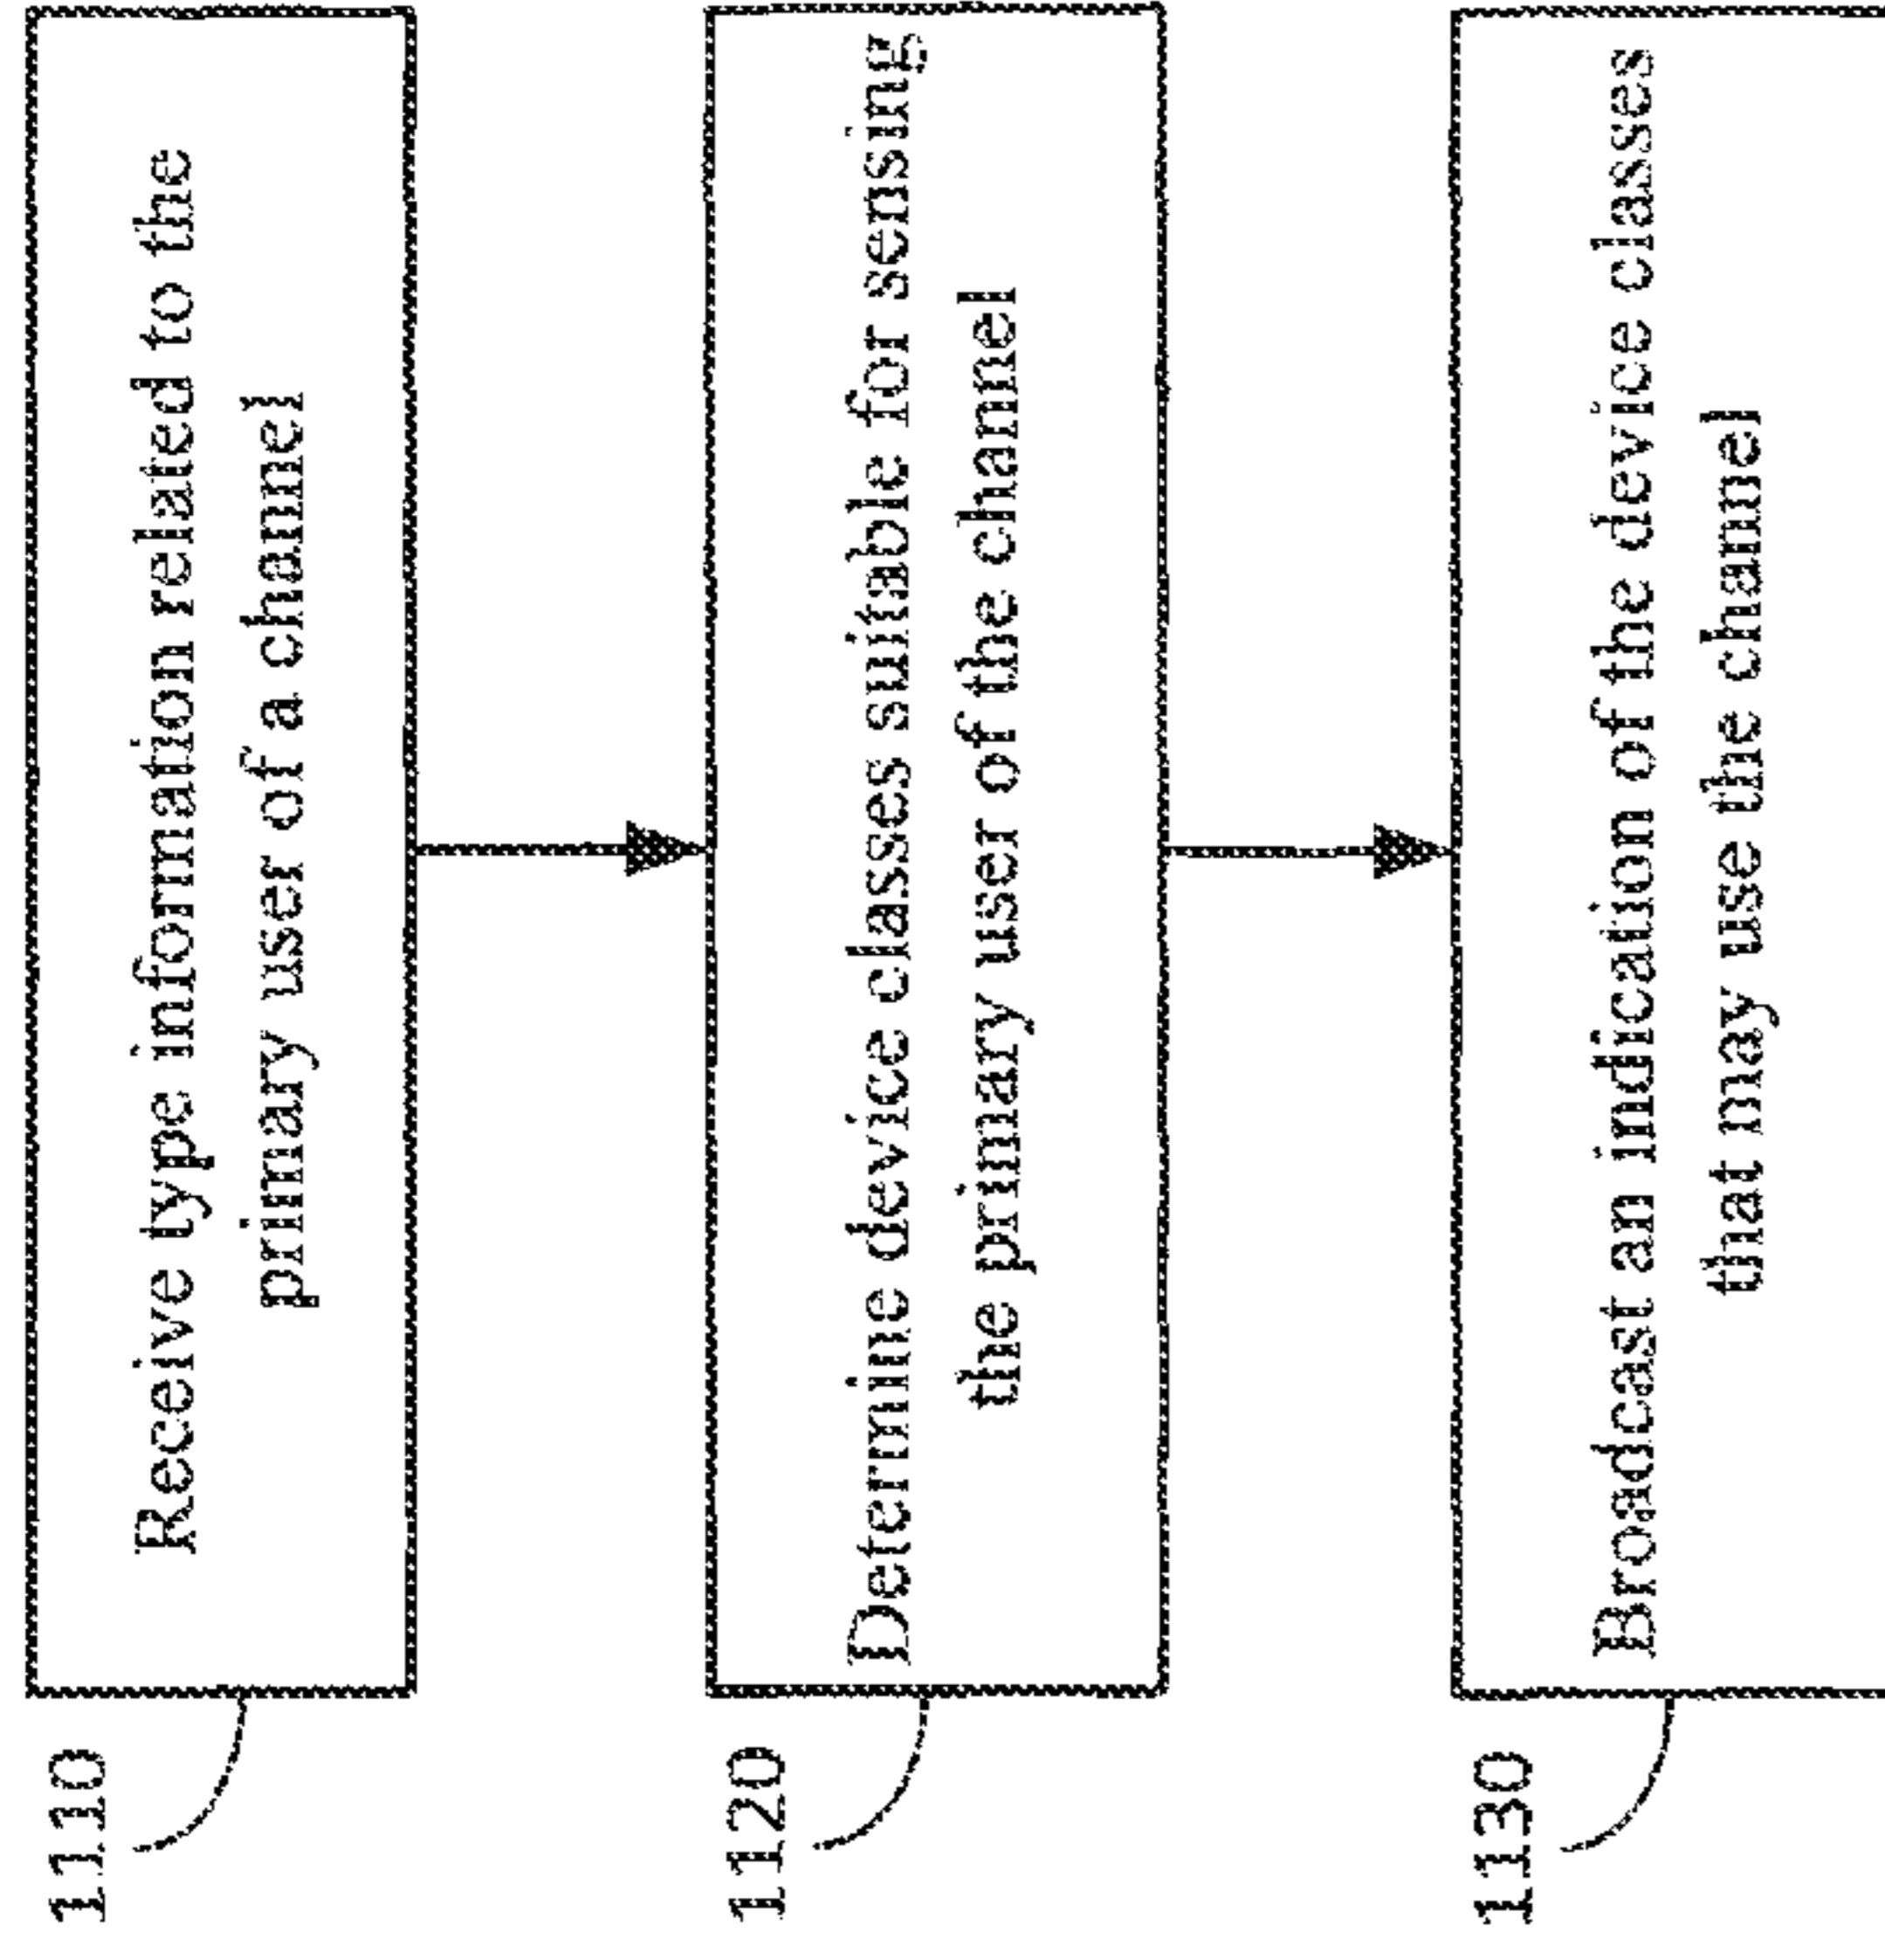 1110
Receive type information related to the
primary user of a channel
1120
Determine device classes suitable for sensing
the primary user of the channel
1130
Broadcast an indication of the device classes
that may use the channel